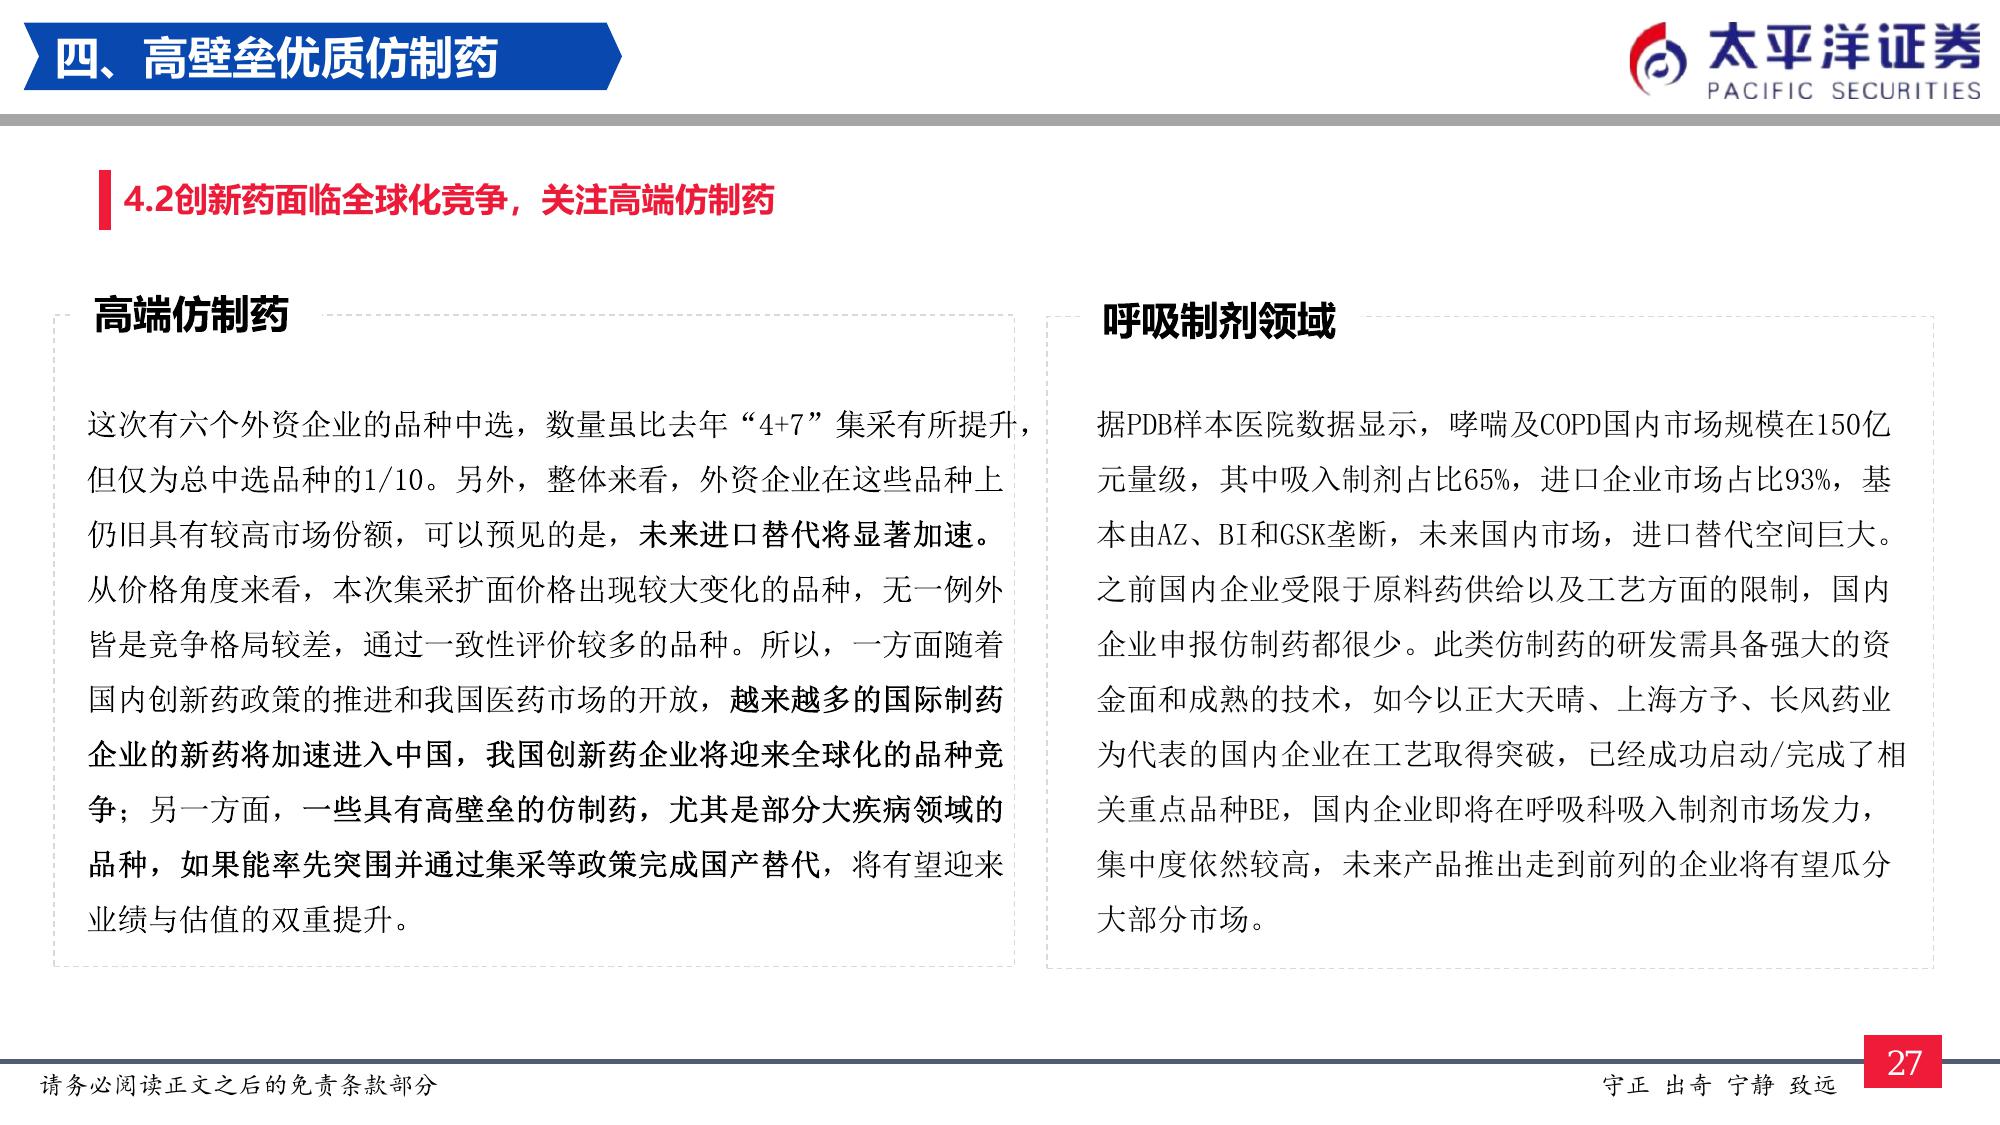 四、高壁垒优质仿制药
太平洋证券
PACIFIC SECURITIES
4.2创新药面临全球化竞争，关注高端仿制药
高端仿制药
这次有六个外资企业的品种中选，数量虽比去年“4+7”集采有所提升，
但仅为总中选品种的1/10。另外，整体来看，外资企业在这些品种上
仍旧具有较高市场份额，可以预见的是，未来进口替代将显著加速。
从价格角度来看，本次集采扩面价格出现较大变化的品种，无一例外
皆是竞争格局较差，通过一致性评价较多的品种。所以，一方面随着
国内创新药政策的推进和我国医药市场的开放，越来越多的国际制药
企业的新药将加速进入中国，我国创新药企业将迎来全球化的品种竞
争；另一方面，一些具有高壁垒的仿制药，尤其是部分大疾病领域的
品种，如果能率先突围并通过集采等政策完成国产替代，将有望迎来
业绩与估值的双重提升。
呼吸制剂领域
据PDB样本医院数据显示，哮喘及COPD国内市场规模在150亿
元量级，其中吸入制剂占比65%，进口企业市场占比93%，基
本由AZ、BI和GSK垄断，未来国内市场，进口替代空间巨大。
之前国内企业受限于原料药供给以及工艺方面的限制，国内
企业申报仿制药都很少。此类仿制药的研发需具备强大的资
金面和成熟的技术，如今以正大天晴、上海方予、长风药业
为代表的国内企业在工艺取得突破，已经成功启动/完成了相
关重点品种BE，国内企业即将在呼吸科吸入制剂市场发力，
集中度依然较高，未来产品推出走到前列的企业将有望瓜分
大部分市场。
请务必阅读正文之后的免责条款部分
守正 出奇 宁静 致远
27